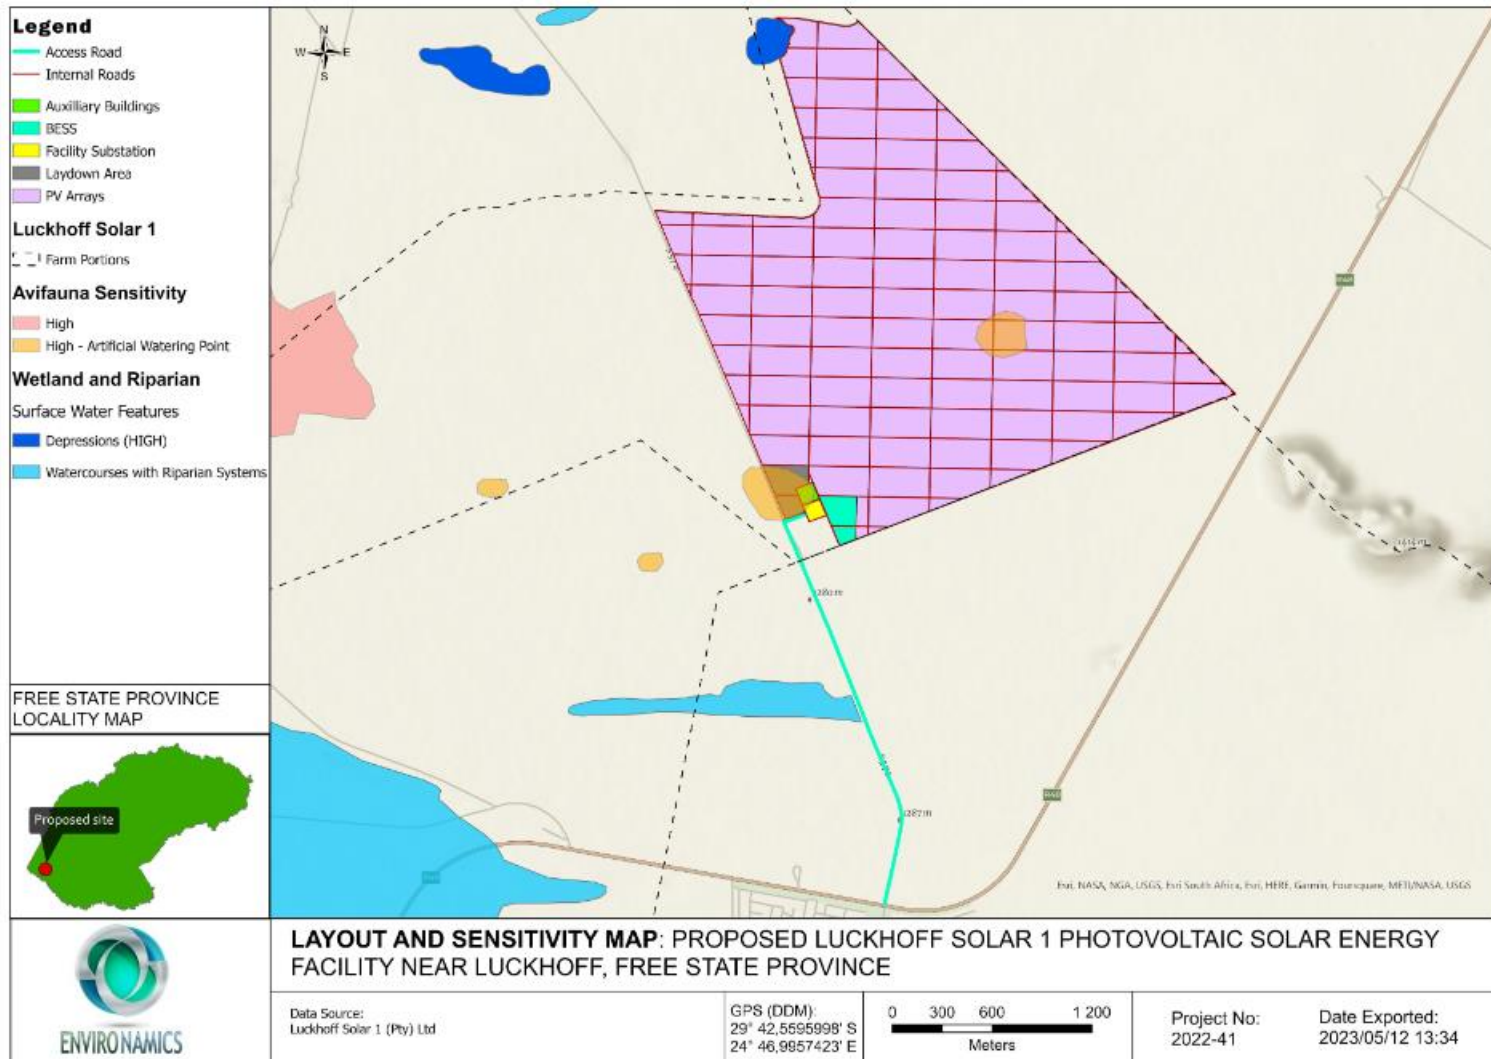 Legend
Access Road
Internal Roads
Auxilliary Buildings
BESS
Facility Substation
Laydown Area
PV Arrays
Luckhoff Solar 1
Farm Portions
Avifauna Sensitivity
High
High - Artificial Watering Point
Wetland and Riparian
Surface Water Features
Depressions (HIGH)
Watercourses with Riparian Systems
N
W E
S
Esri, NASA, NGA, USGS, Esri South Africa, Esri, HERE, Garmin, Foursquare, METI/NASA, USGS
FREE STATE PROVINCE
LOCALITY MAP
Proposed site
ENVIRONAMICS
LAYOUT AND SENSITIVITY MAP: PROPOSED LUCKHOFF SOLAR 1 PHOTOVOLTAIC SOLAR ENERGY
FACILITY NEAR LUCKHOFF, FREE STATE PROVINCE
Data Source:
Luckhoff Solar 1 (Pty) Ltd
GPS (DDM):
29° 42,5595998' S
24° 46,9957423' E
0 300 600 1 200
Meters
Project No:
2022-41
Date Exported:
2023/05/12 13:34